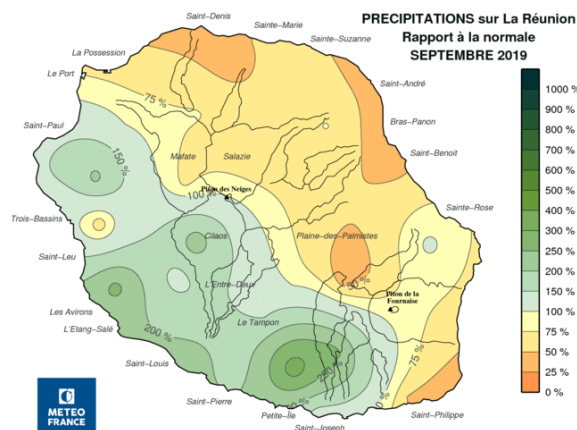 PRECIPITATIONS sur La Réunion
Rapport à la normale
SEPTEMBRE 2019
Saint-Denis
Sainte-Marie
Sainte-Suzanne
La Possession
Le Port
Saint-André
Bras-Panon
Saint-Benoit
Saint-Paul
75 %
150 %
Mafate
Salazie
100 %
Piton des Neiges
Sainte-Rose
Trois-Bassins
Cilaos
Plaine-des-Palmistes
Saint-Leu
L'Entre-Deux
Piton de la
Fournaise
Les Avirons
L'Etang-Salé
Le Tampon
200 %
75 %
Saint-Louis
Saint-Pierre
Petite-Île
Saint-Joseph
Saint-Philippe
1000 %
900 %
800 %
700 %
600 %
500 %
400 %
300 %
250 %
200 %
150 %
100 %
75 %
50 %
25 %
0 %
METEO
FRANCE